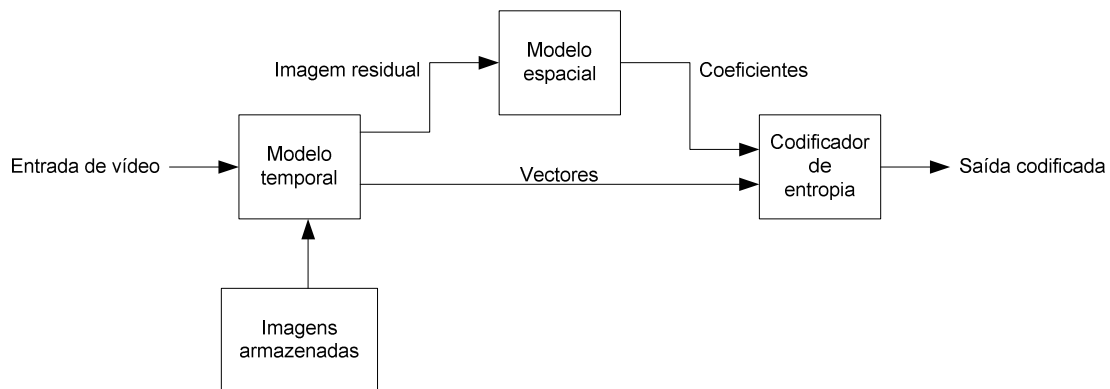 Modelo
espacial
Imagem residual
Coeficientes
Entrada de vídeo
Modelo
temporal
Vectores
Codificador
de
entropia
Saída codificada
Imagens
armazenadas